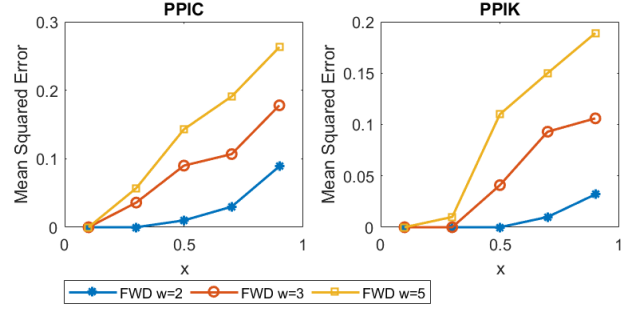 PPIC
Mean Squared Error
0.3
0.2
0.1
0
0
0.5
1
x
PPIK
Mean Squared Error
0.2
0.15
0.1
0.05
0
0
0.5
1
x
FWD w=2 FWD w=3 FWD w=5